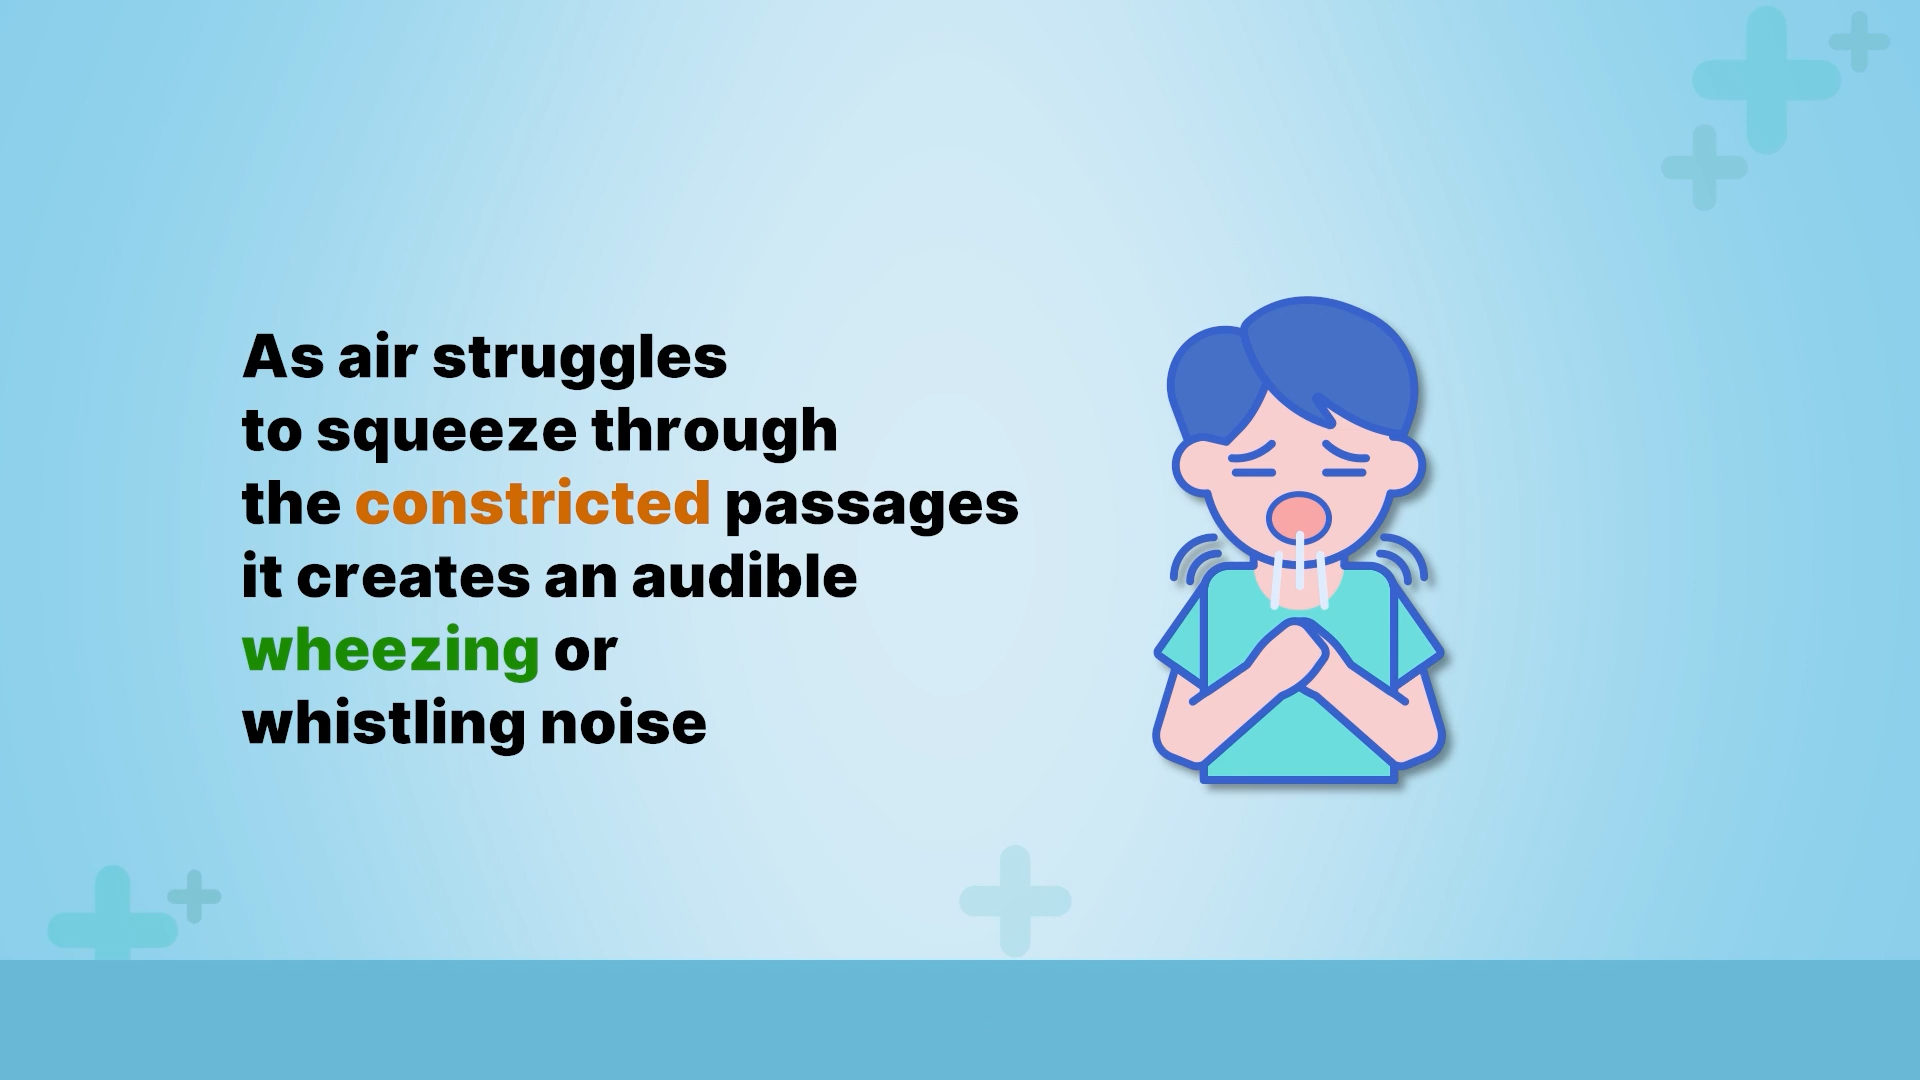 As air struggles
to squeeze through
the constricted passages
it creates an audible
wheezing or
whistling noise